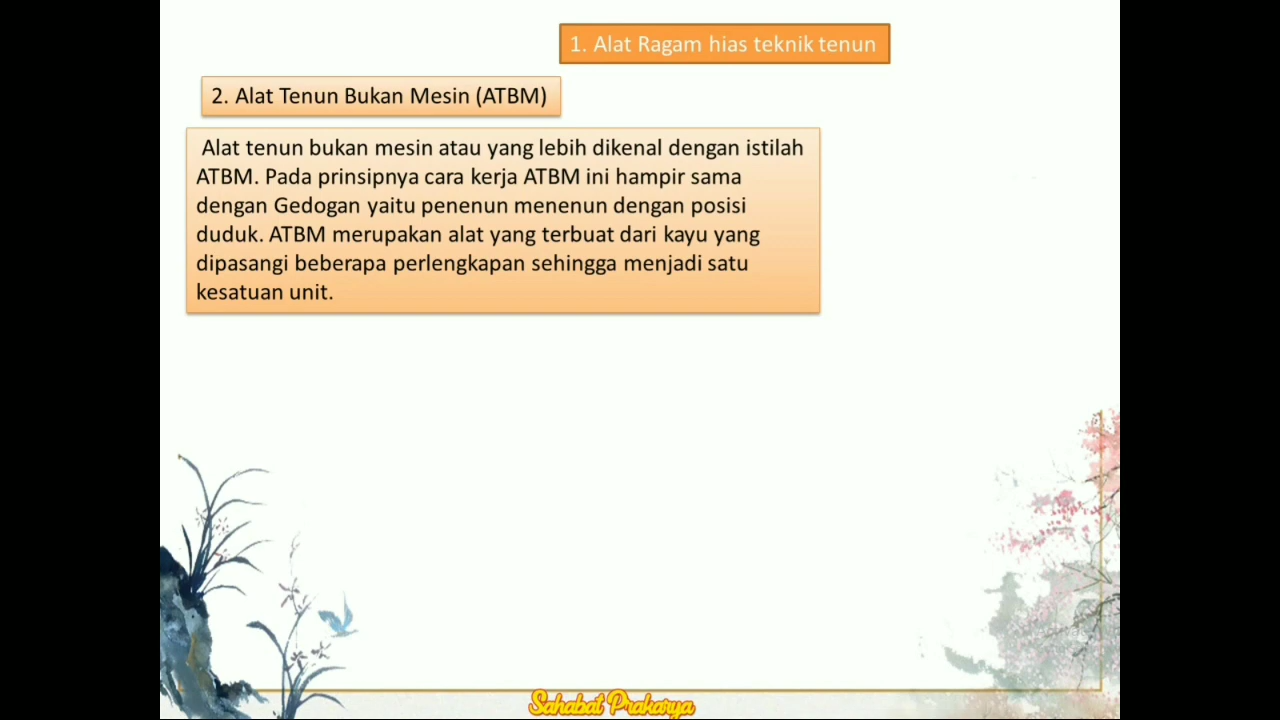 1. Alat Ragam hias teknik tenun
2. Alat Tenun Bukan Mesin (ATBM)
Alat tenun bukan mesin atau yang lebih dikenal dengan istilah
ATBM. Pada prinsipnya cara kerja ATBM ini hampir sama
dengan Gedogan yaitu penenun menenun dengan posisi
duduk. ATBM merupakan alat yang terbuat dari kayu yang
dipasangi beberapa perlengkapan sehingga menjadi satu
kesatuan unit.
Sahabat Prakarya